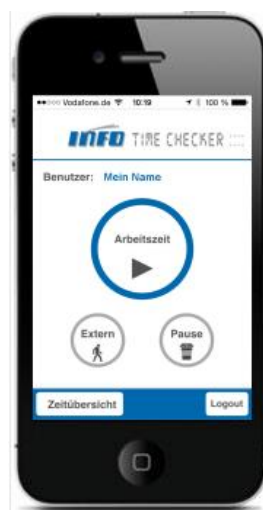 Vodafone.de 10:19 100 %
INFO TIME CHECKER
Benutzer: Mein Name
Arbeitszeit
Extern
Pause
Zeitübersicht
Logout